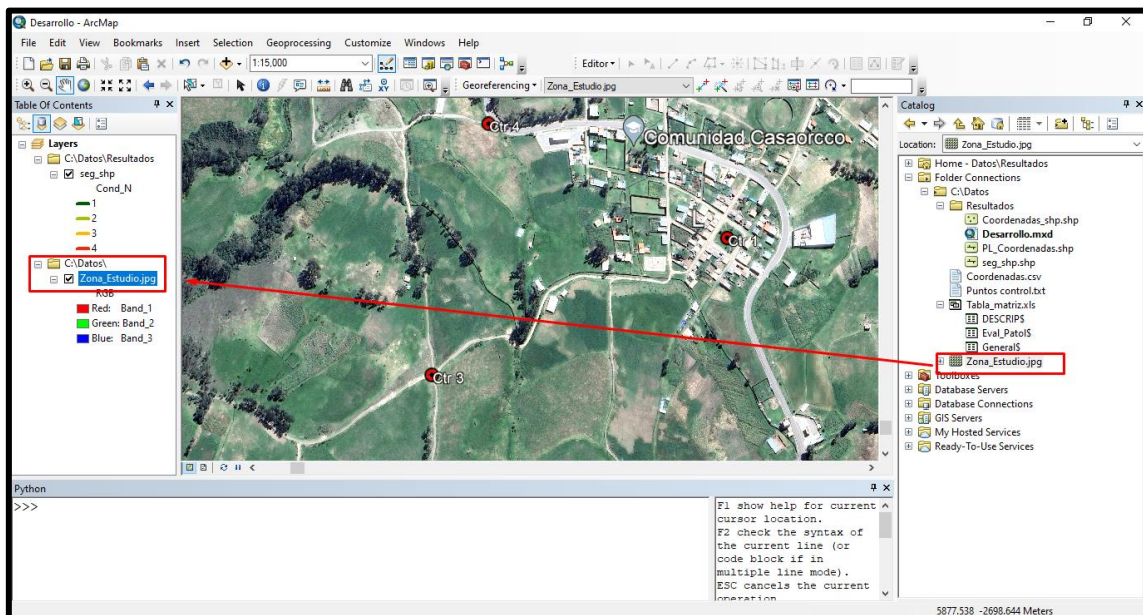 Desarrollo - ArcMap
File Edit View Bookmarks Insert Selection Geoprocessing Customize Windows Help
1:15,000
Editor
Georeferencing
Zona_Estudio.jpg
Table Of Contents
Layers
C:\Datos\Resultados
seg_shp
Cond_N
1
2
3
4
C:\Datos\
Zona_Estudio.jpg
RGB
Red: Band_1
Green: Band_2
Blue: Band_3
Ctr 4
Comunidad Casaorcco
Ctr 1
Ctr 3
Catalog
Location: Zona_Estudio.jpg
Home - Datos\Resultados
Folder Connections
C:\Datos
Resultados
Coordenadas_shp.shp
Desarrollo.mxd
PL_Coordenadas.shp
seg_shp.shp
Coordenadas.csv
Puntos control.txt
Tabla_matriz.xls
DESCRIP$
Eval_Patol$
General$
Zona_Estudio.jpg
Toolboxes
Database Servers
Database Connections
GIS Servers
My Hosted Services
Ready-To-Use Services
Python
>>>
F1 show help for current
cursor location.
F2 check the syntax of
the current line (or
code block if in
multiple line mode).
ESC cancels the current
operation
5877.538 -2698.644 Meters